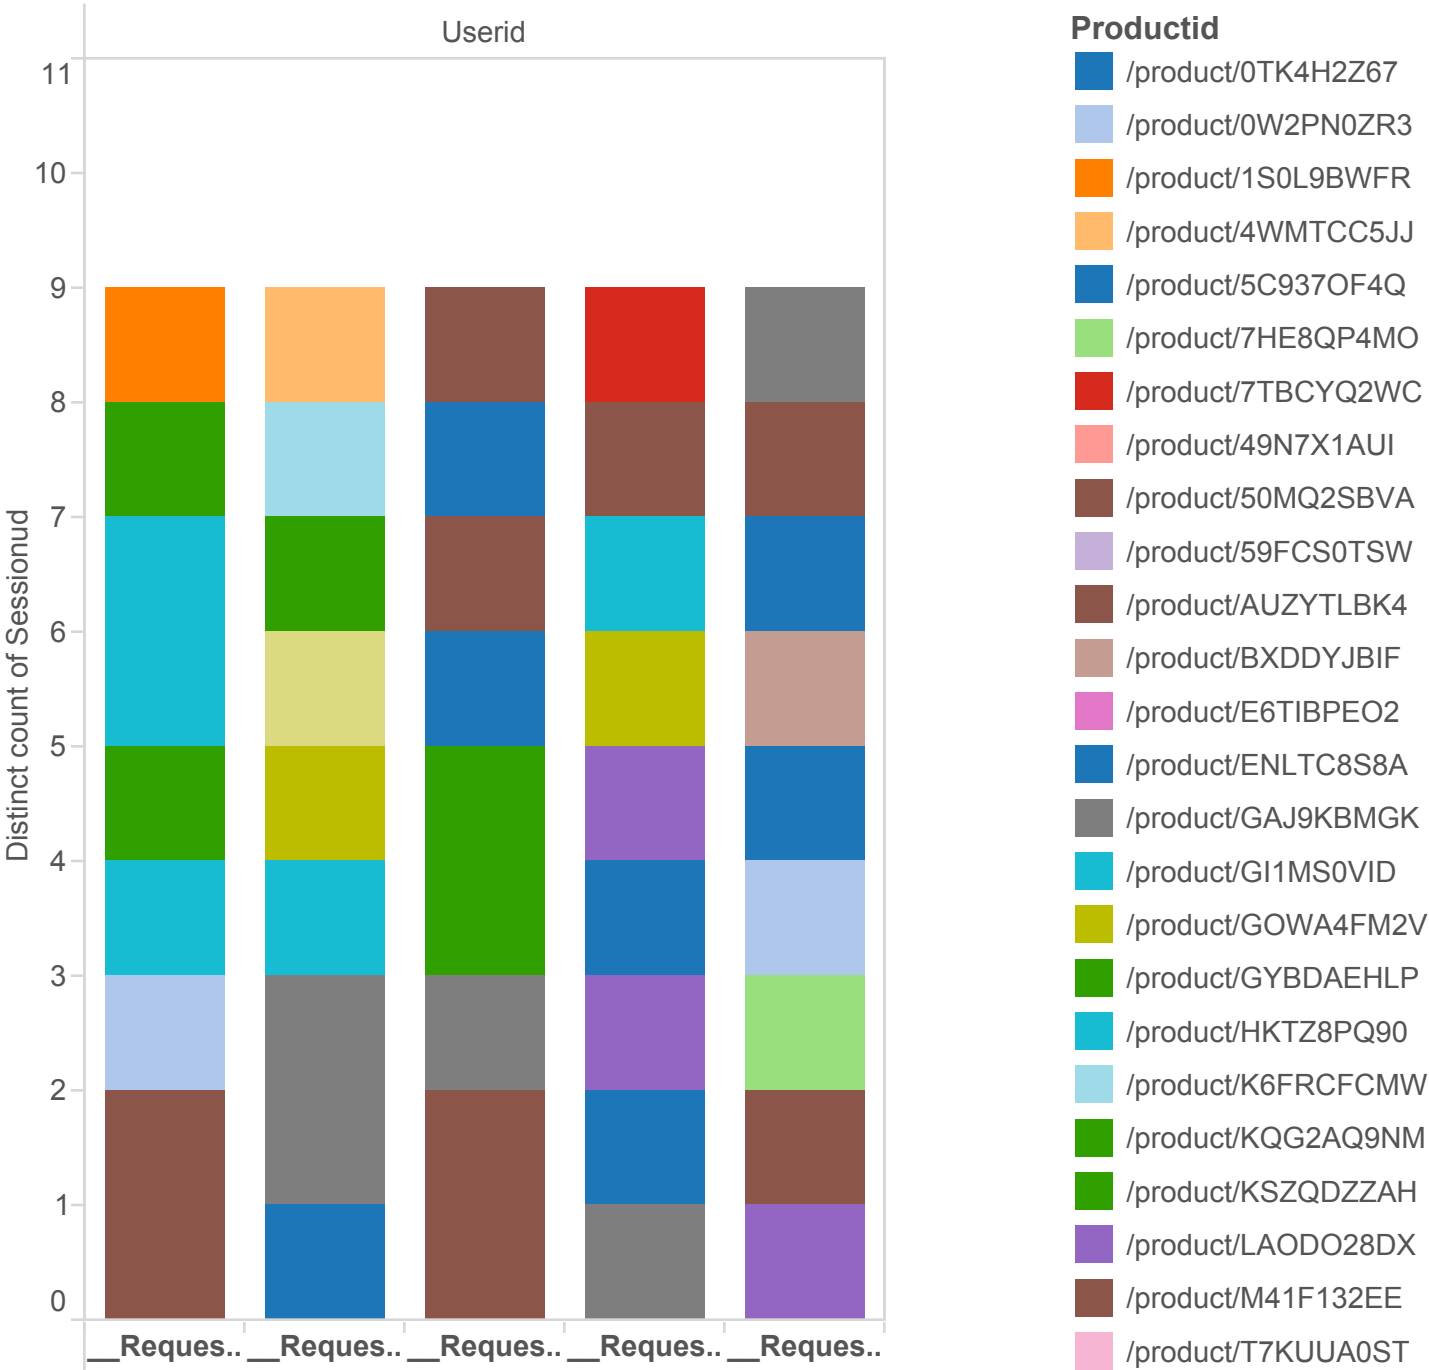 Userid
11
10
9
8
7
6
5
4
3
2
1
0
Distinct count of Sessionud
__Reques.. __Reques.. __Reques.. __Reques.. __Reques..
Productid
/product/0TK4H2Z67
/product/0W2PN0ZR3
/product/1S0L9BWFR
/product/4WMTCC5JJ
/product/5C937OF4Q
/product/7HE8QP4MO
/product/7TBCYQ2WC
/product/49N7X1AUI
/product/50MQ2SBVA
/product/59FCS0TSW
/product/AUZYTLBK4
/product/BXDDYJBIF
/product/E6TIBPEO2
/product/ENLTC8S8A
/product/GAJ9KBMGK
/product/GI1MS0VID
/product/GOWA4FM2V
/product/GYBDAEHLP
/product/HKTZ8PQ90
/product/K6FRCFCMW
/product/KQG2AQ9NM
/product/KSZQDZZAH
/product/LAODO28DX
/product/M41F132EE
/product/T7KUUA0ST